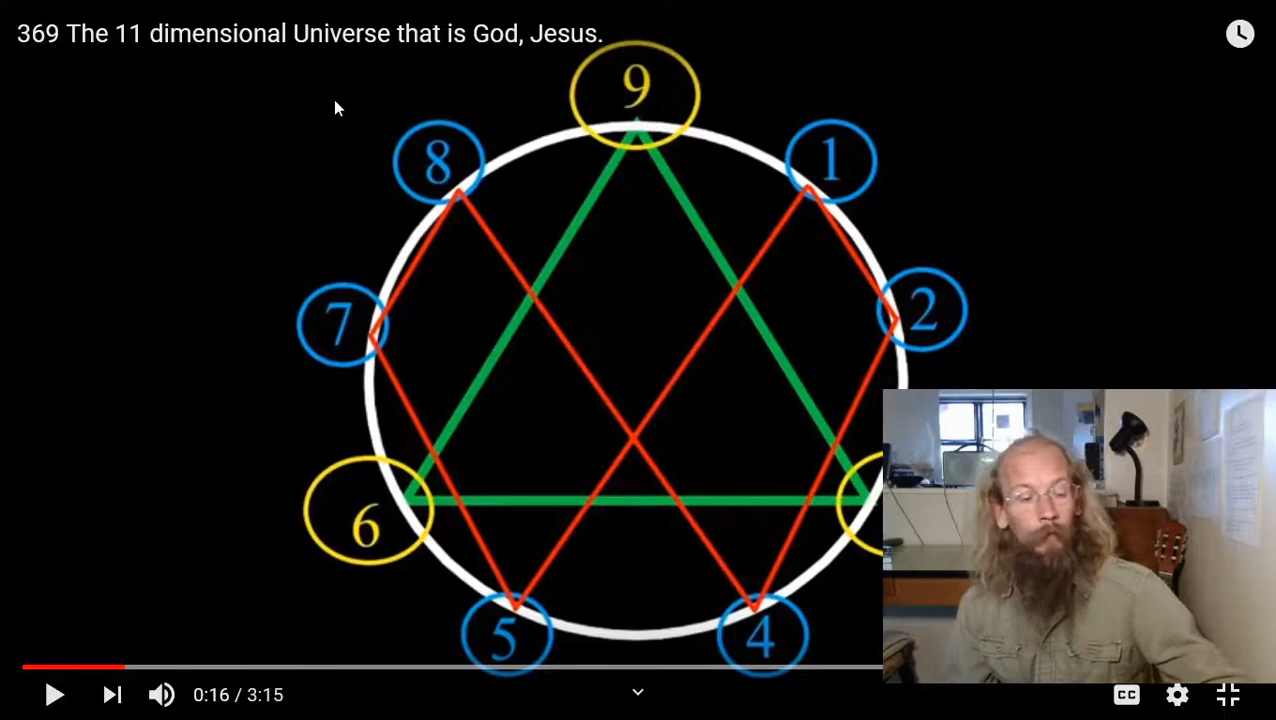 369 The 11 dimensional Universe that is God, Jesus.
9
8
1
7
2
6
5
4
0:16 / 3:15
CC